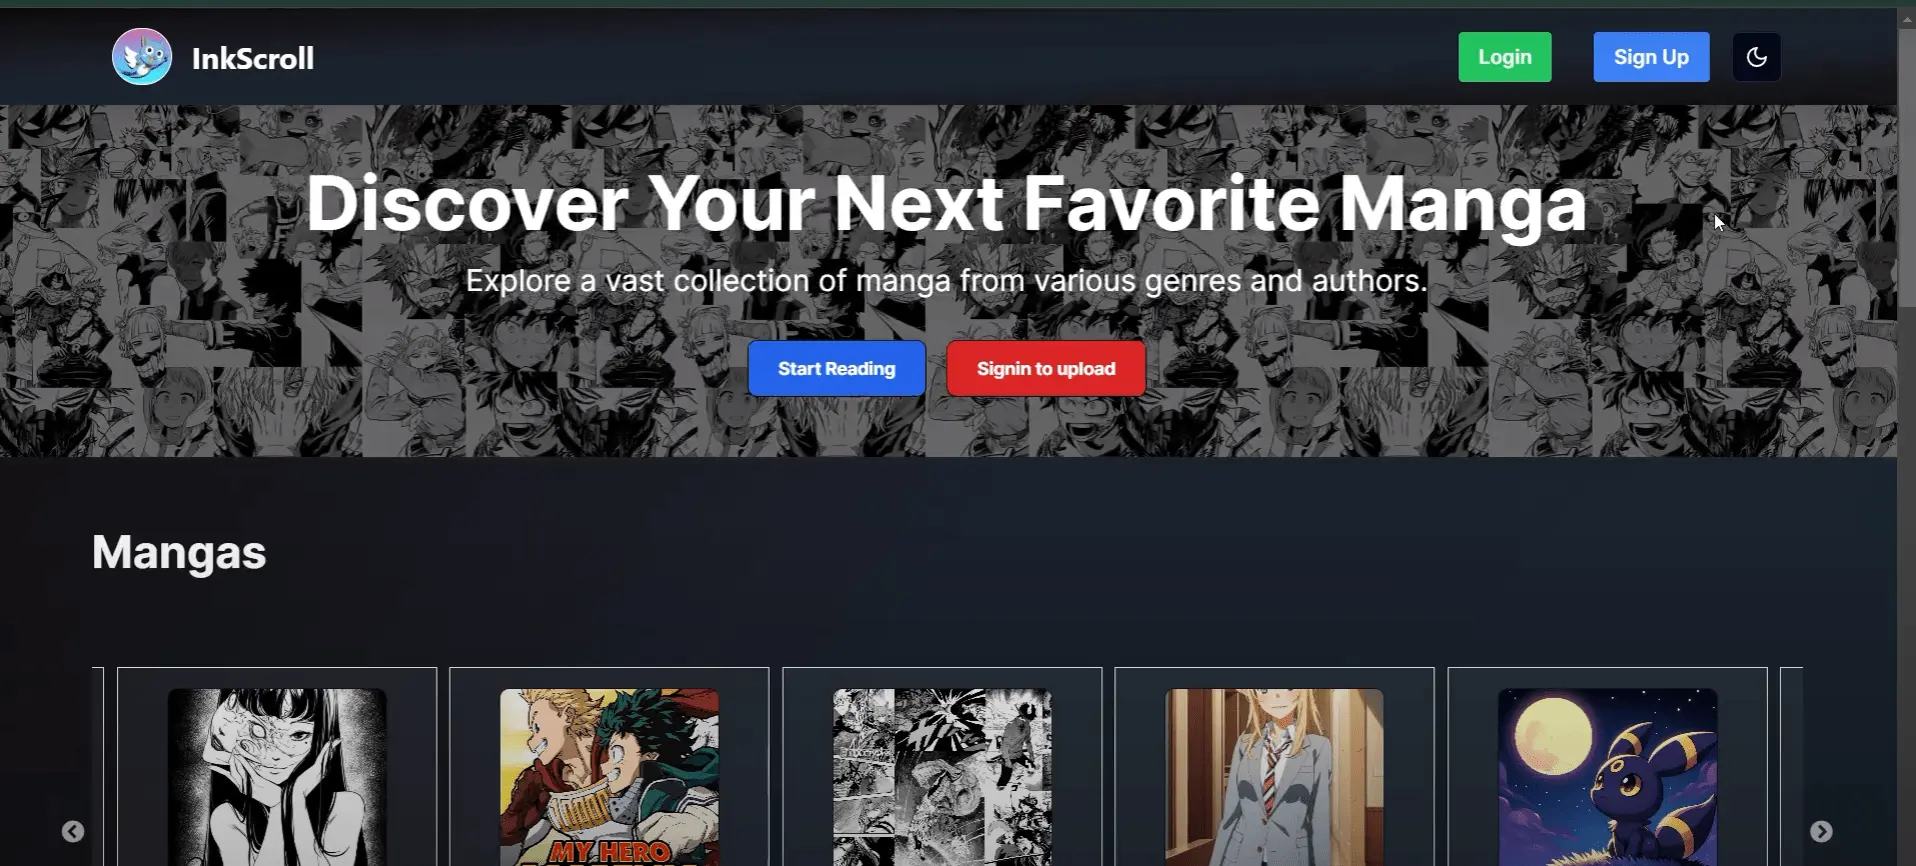 InkScroll
Login
Sign Up
Discover Your Next Favorite Manga
Explore a vast collection of manga from various genres and authors.
Start Reading
Signin to upload
Mangas
MY HERO